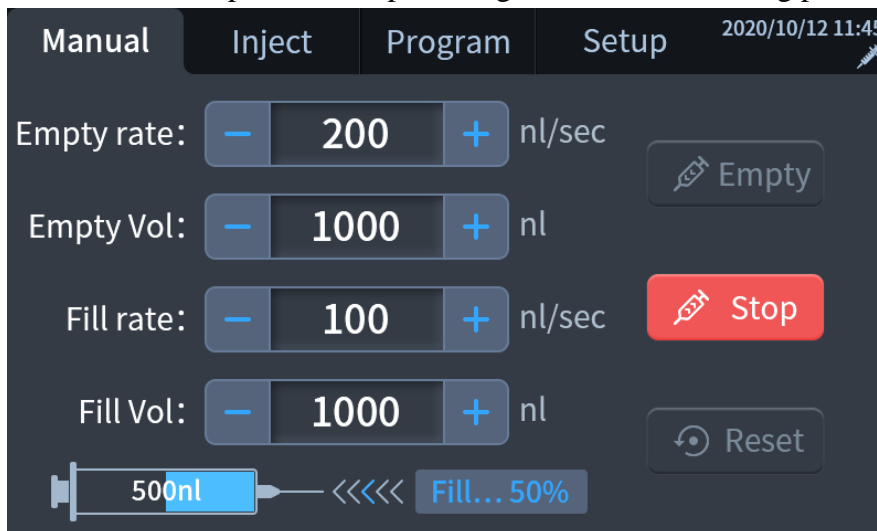 Manual Inject Program Setup 2020/10/12 11:45
Empty rate: − 200 + nl/sec
Empty
Empty Vol: − 1000 + nl
Fill rate: − 100 + nl/sec
Stop
Fill Vol: − 1000 + nl
Reset
500nl <<<<< Fill... 50%